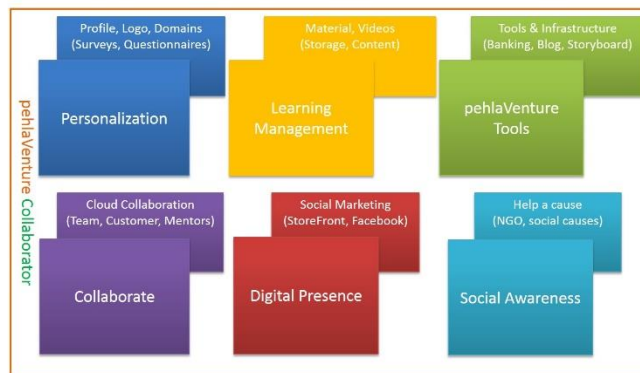 pehlaVenture Collaborator
Profile, Logo, Domains
(Surveys, Questionnaires)
Personalization
Material, Videos
(Storage, Content)
Learning
Management
Tools & Infrastructure
(Banking, Blog, Storyboard)
pehlaVenture
Tools
Cloud Collaboration
(Team, Customer, Mentors)
Collaborate
Social Marketing
(StoreFront, Facebook)
Digital Presence
Help a cause
(NGO, social causes)
Social Awareness